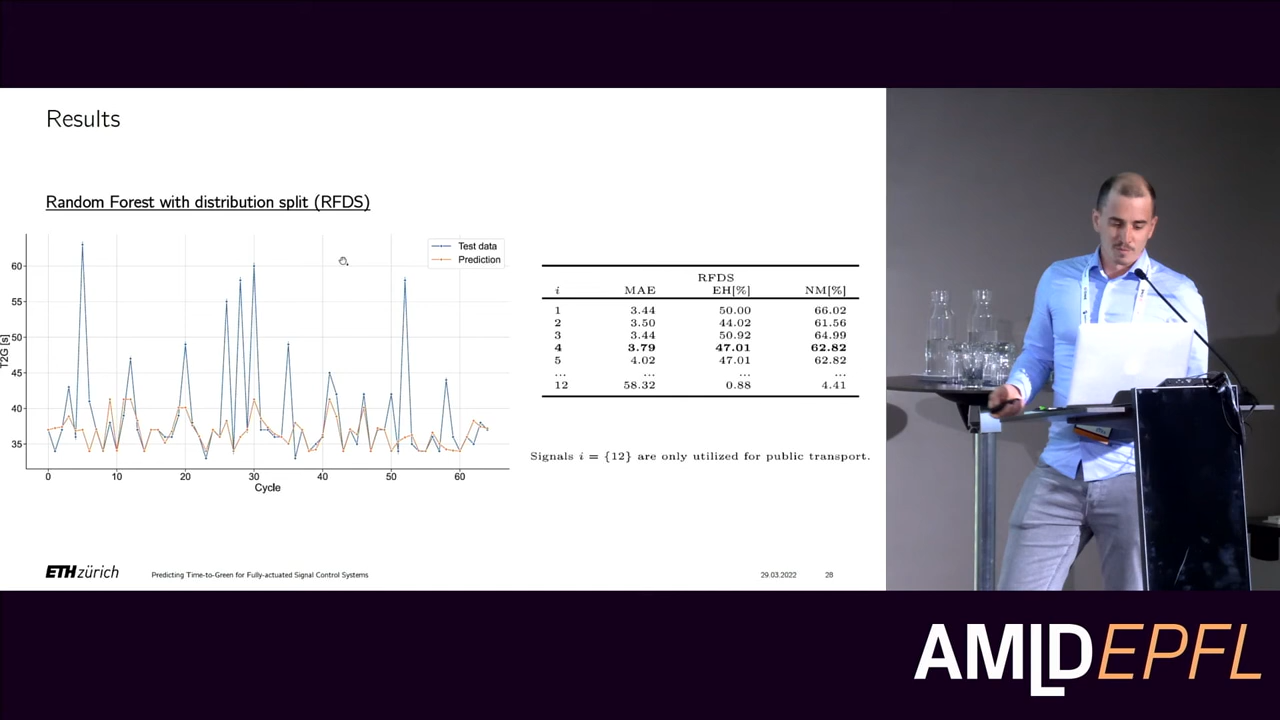 Results
Random Forest with distribution split (RFDS)
Test data
Prediction
T2G [s]
60
55
50
45
40
35
0 10 20 30 40 50 60
Cycle
RFDS
i MAE EH[%] NM[%]
1 3.44 50.00 66.02
2 3.50 44.02 61.56
3 3.44 50.92 64.99
4 3.79 47.01 62.82
5 4.02 47.01 62.82
... ... ... ...
12 58.32 0.88 4.41
Signals i = {12} are only utilized for public transport.
ETH zürich
Predicting Time-to-Green for Fully-actuated Signal Control Systems
29.03.2022
28
AMLD EPFL